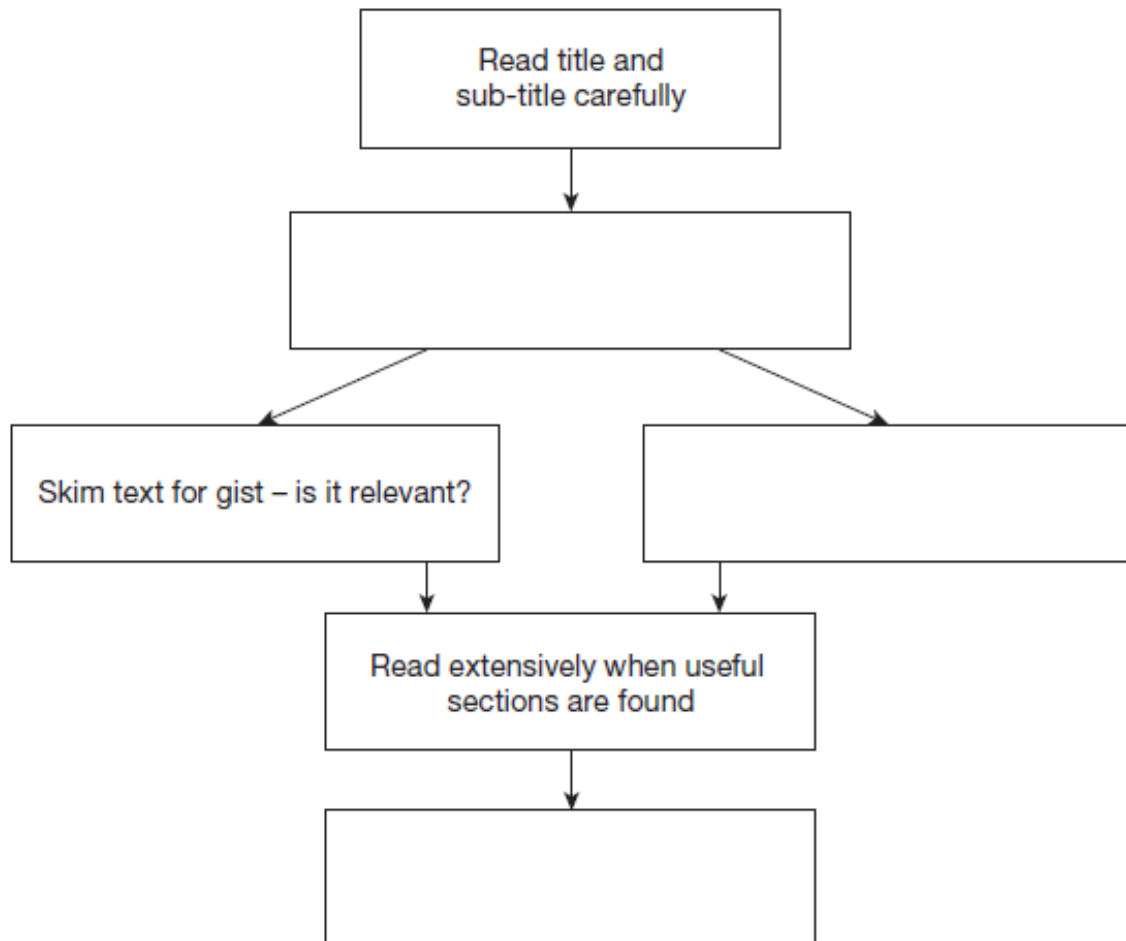 Read title and
sub-title carefully
Skim text for gist – is it relevant?
Read extensively when useful
sections are found